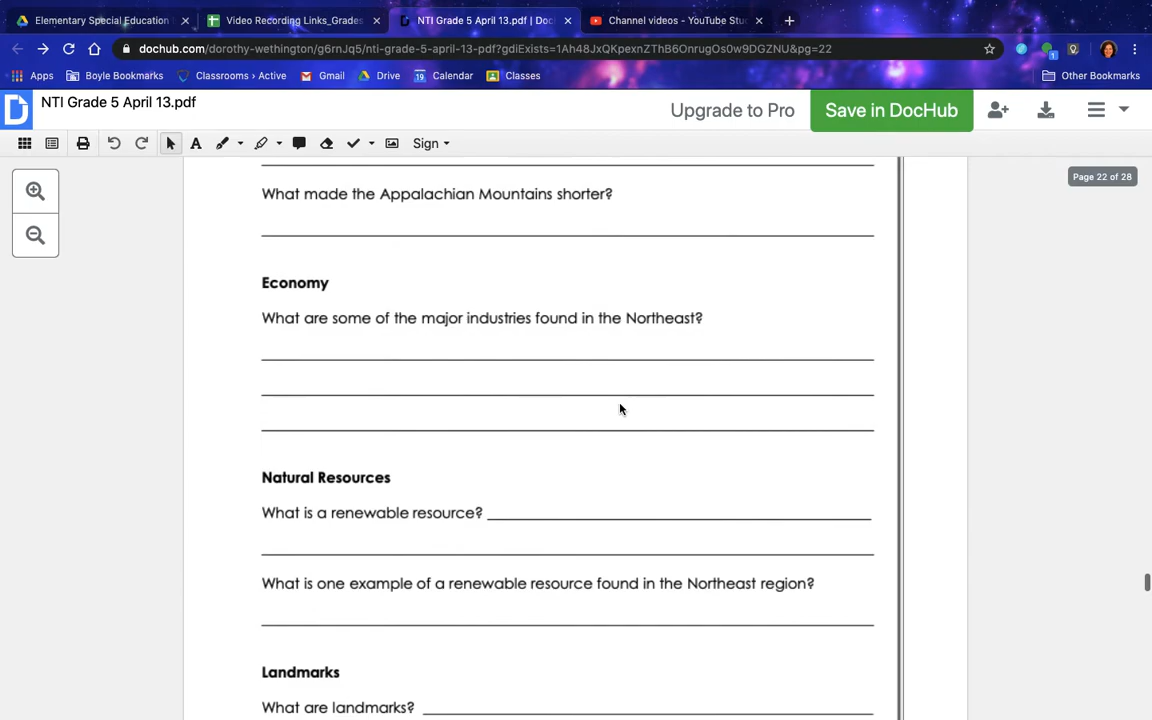 Elementary Special Education
Video Recording Links_Grades
NTI Grade 5 April 13.pdf | Doc
Channel videos - YouTube Stu
dochub.com/dorothy-wethington/g6rnJq5/nti-grade-5-april-13-pdf?gdiExists=1Ah48JxQKpexnZThB6OnrugOs0w9DGZNU&pg=22
Apps Boyle Bookmarks Classrooms › Active Gmail Drive 19 Calendar Classes Other Bookmarks
NTI Grade 5 April 13.pdf
Upgrade to Pro Save in DocHub
A Sign
Page 22 of 28
What made the Appalachian Mountains shorter?
Economy
What are some of the major industries found in the Northeast?
Natural Resources
What is a renewable resource?
What is one example of a renewable resource found in the Northeast region?
Landmarks
What are landmarks?